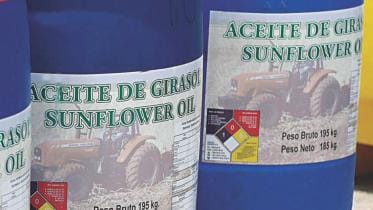 ACEITE DE GIRASOL
SUNFLOWER OIL
Peso Bruto 195 kg.
ACEITE DE GIRASOL
SUNFLOWER OIL
Peso Bruto 195 kg.
Peso Neto 185 kg.